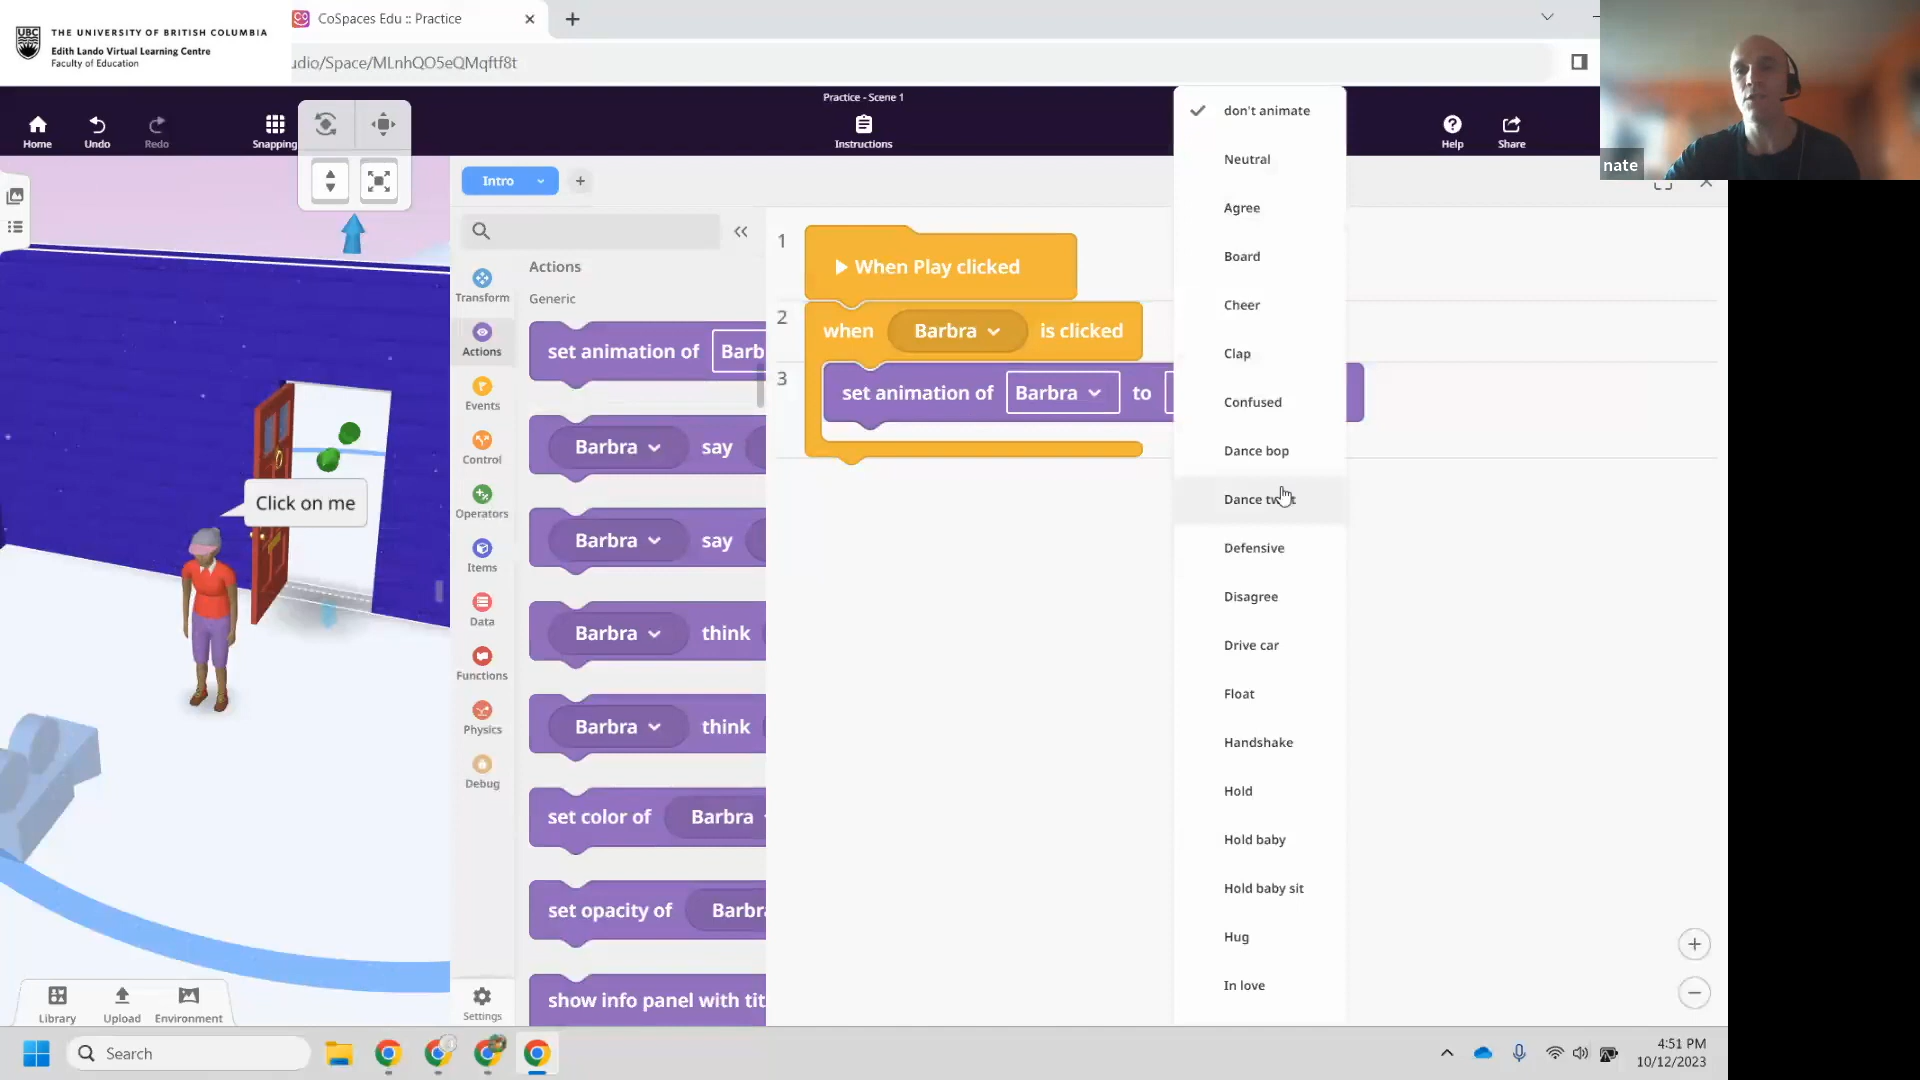 UBC
THE UNIVERSITY OF BRITISH COLUMBIA
Edith Lando Virtual Learning Centre
Faculty of Education
CoSpaces Edu :: Practice
udio/Space/MLnhQO5eQMqftf8t
nate
Practice - Scene 1
Home
Undo
Redo
Snapping
Instructions
Help
Share
Intro
Transform
Actions
Events
Control
Operators
Items
Data
Functions
Physics
Debug
Settings
Actions
Generic
set animation of Barb
Barbra say
Barbra say
Barbra think
Barbra think
set color of Barbra
set opacity of Barbr
show info panel with tit
1
When Play clicked
2
when Barbra is clicked
3
set animation of Barbra to
don't animate
Neutral
Agree
Board
Cheer
Clap
Confused
Dance bop
Dance
Defensive
Disagree
Drive car
Float
Handshake
Hold
Hold baby
Hold baby sit
Hug
In love
Click on me
Library
Upload
Environment
Search
4:51 PM
10/12/2023